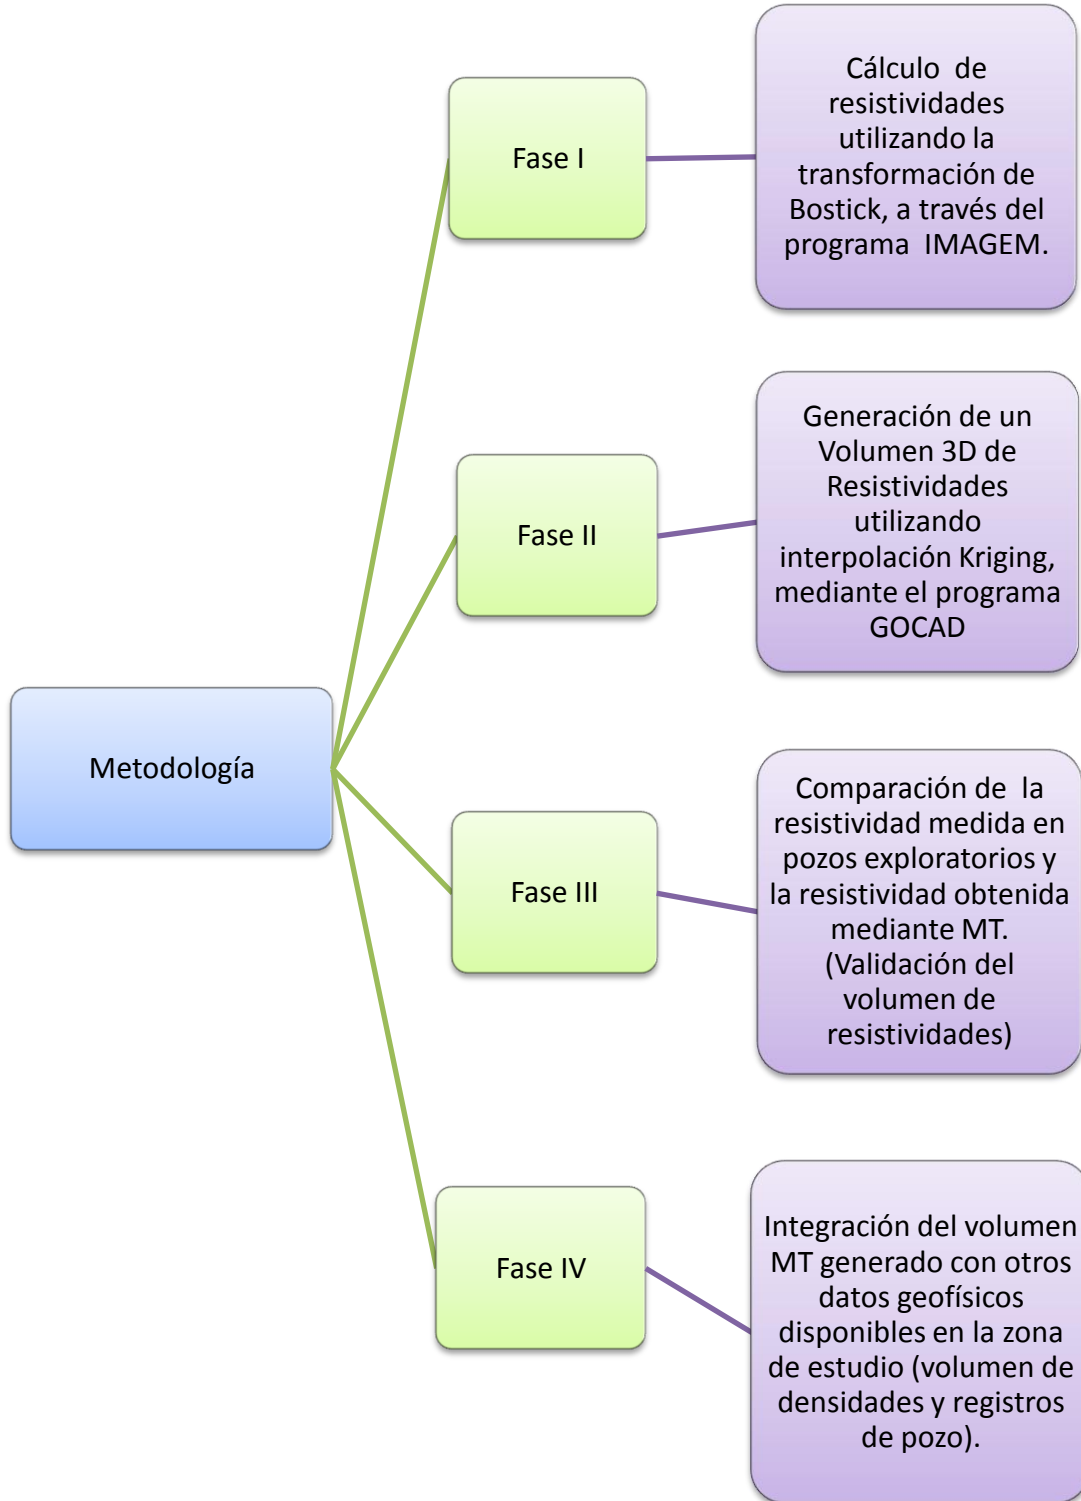 Metodología
Fase I
Cálculo de
resistividades
utilizando la
transformación de
Bostick, a través del
programa IMAGEM.
Fase II
Generación de un
Volumen 3D de
Resistividades
utilizando
interpolación Kriging,
mediante el programa
GOCAD
Fase III
Comparación de la
resistividad medida en
pozos exploratorios y
la resistividad obtenida
mediante MT.
(Validación del
volumen de
resistividades)
Fase IV
Integración del volumen
MT generado con otros
datos geofísicos
disponibles en la zona
de estudio (volumen de
densidades y registros
de pozo).